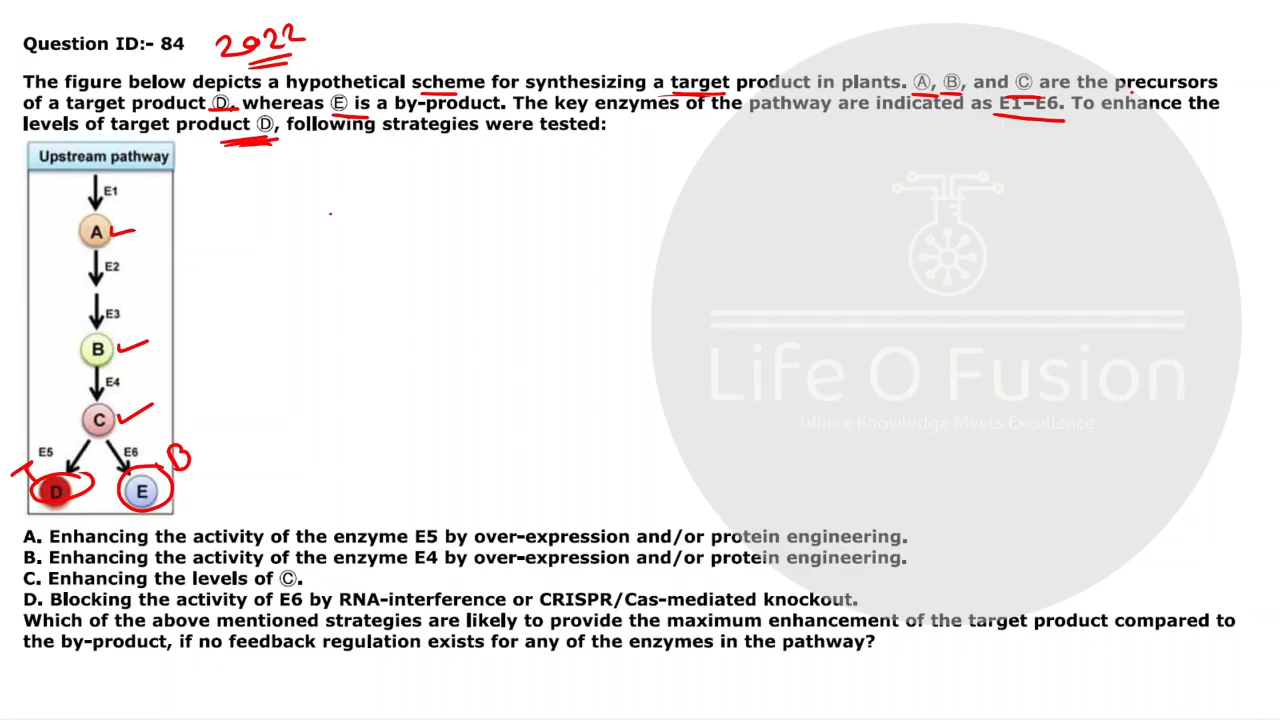 Question ID:- 84 2022
The figure below depicts a hypothetical scheme for synthesizing a target product in plants. Ⓐ, Ⓑ, and Ⓒ are the precursors
of a target product Ⓓ, whereas Ⓔ is a by-product. The key enzymes of the pathway are indicated as E1–E6. To enhance the
levels of target product Ⓓ, following strategies were tested:
Upstream pathway
E1
A
E2
E3
B
E4
C
E5 E6
T B
D E
Life O Fusion
Where Knowledge Meets Excellence
A. Enhancing the activity of the enzyme E5 by over-expression and/or protein engineering.
B. Enhancing the activity of the enzyme E4 by over-expression and/or protein engineering.
C. Enhancing the levels of Ⓒ.
D. Blocking the activity of E6 by RNA-interference or CRISPR/Cas-mediated knockout.
Which of the above mentioned strategies are likely to provide the maximum enhancement of the target product compared to
the by-product, if no feedback regulation exists for any of the enzymes in the pathway?